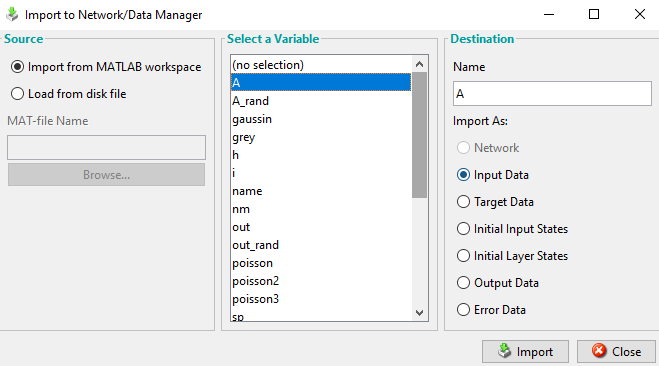 Import to Network/Data Manager
Source
Import from MATLAB workspace
Load from disk file
MAT-file Name
Browse...
Select a Variable
(no selection)
A
A_rand
gaussin
grey
h
i
name
nm
out
out_rand
poisson
poisson2
poisson3
sp
Destination
Name
A
Import As:
Network
Input Data
Target Data
Initial Input States
Initial Layer States
Output Data
Error Data
Import
Close